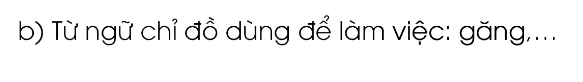 b) Từ ngữ chỉ đồ dùng để làm việc: găng,...